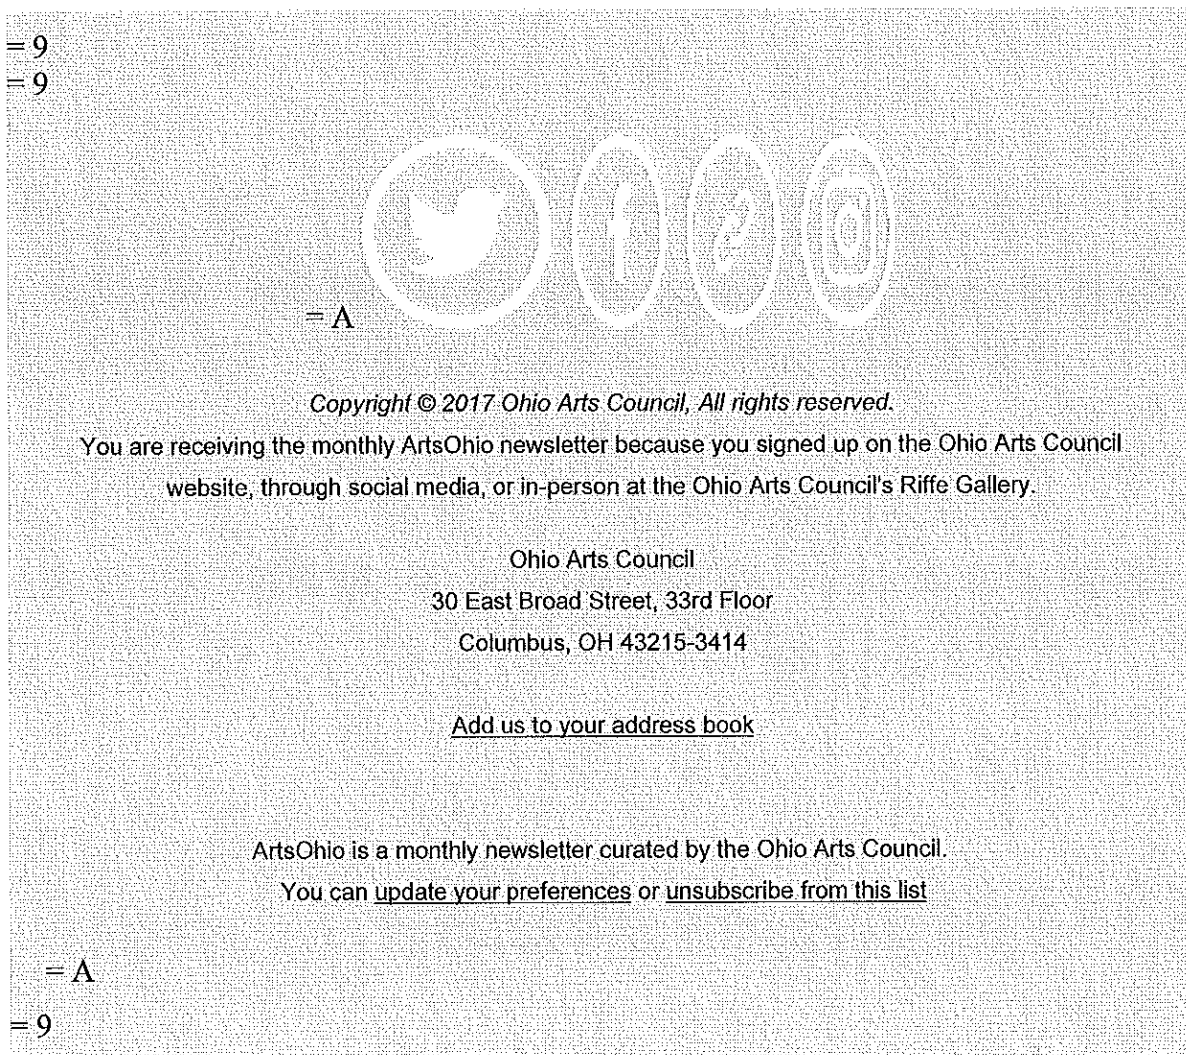 = 9
= 9
= A
Copyright © 2017 Ohio Arts Council, All rights reserved.
You are receiving the monthly ArtsOhio newsletter because you signed up on the Ohio Arts Council
website, through social media, or in-person at the Ohio Arts Council's Riffe Gallery.
Ohio Arts Council
30 East Broad Street, 33rd Floor
Columbus, OH 43215-3414
Add us to your address book
ArtsOhio is a monthly newsletter curated by the Ohio Arts Council.
You can update your preferences or unsubscribe from this list
= A
= 9